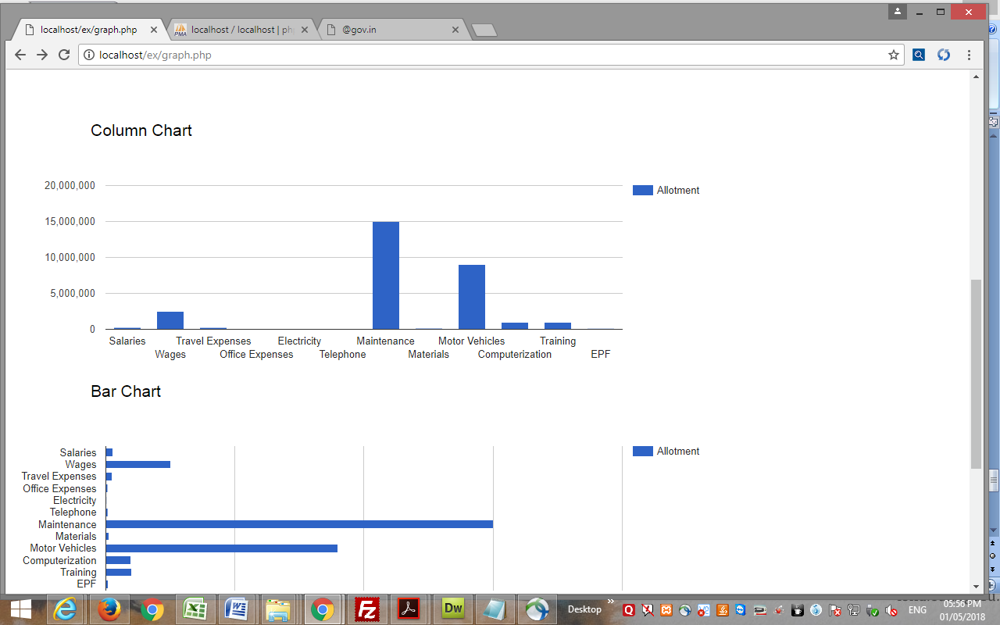 localhost/ex/graph.php
localhost / localhost | ph
@gov.in
localhost/ex/graph.php
Column Chart
20,000,000
15,000,000
10,000,000
5,000,000
0
Allotment
Salaries
Wages
Travel Expenses
Office Expenses
Electricity
Telephone
Maintenance
Materials
Motor Vehicles
Computerization
Training
EPF
Bar Chart
Allotment
Salaries
Wages
Travel Expenses
Office Expenses
Electricity
Telephone
Maintenance
Materials
Motor Vehicles
Computerization
Training
EPF
Dw
Desktop
ENG
05:56 PM
01/05/2018